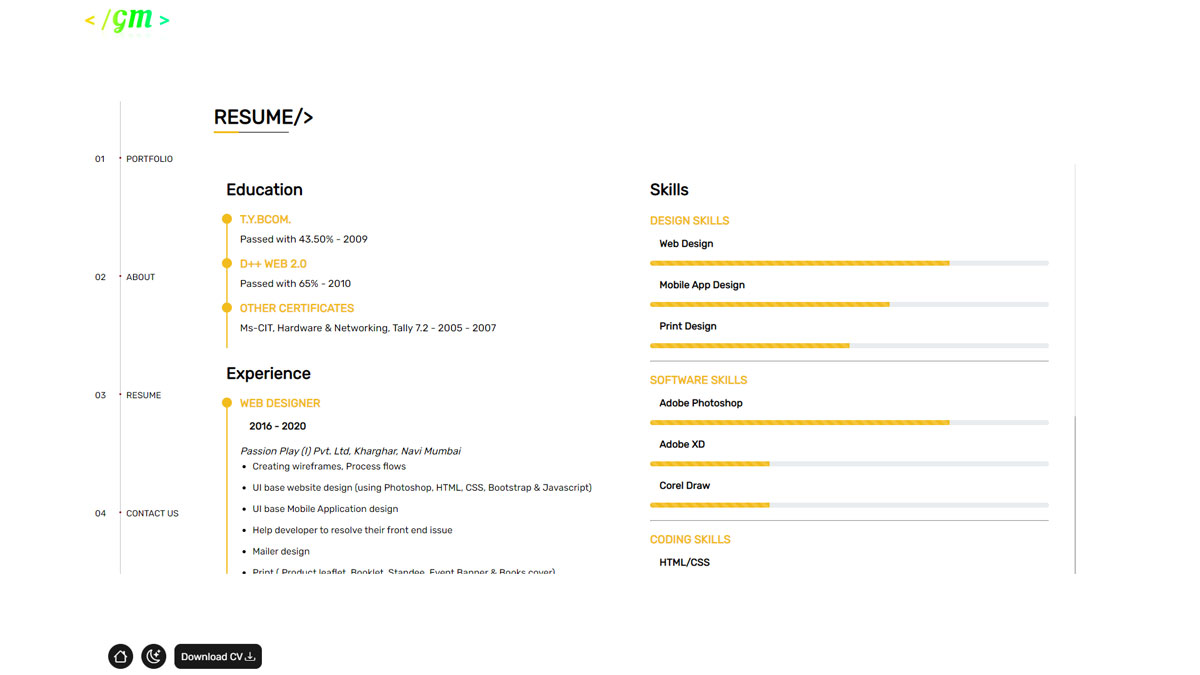 < /GM >
RESUME/>
01 PORTFOLIO
02 ABOUT
03 RESUME
04 CONTACT US
Education
T.Y.BCOM.
Passed with 43.50% - 2009
D++ WEB 2.0
Passed with 65% - 2010
OTHER CERTIFICATES
Ms-CIT, Hardware & Networking, Tally 7.2 - 2005 - 2007
Experience
WEB DESIGNER
2016 - 2020
Passion Play (I) Pvt. Ltd, Kharghar, Navi Mumbai
• Creating wireframes, Process flows
• UI base website design (using Photoshop, HTML, CSS, Bootstrap & Javascript)
• UI base Mobile Application design
• Help developer to resolve their front end issue
• Mailer design
• Print ( Product leaflet, Booklet, Standee, Event Banner & Books cover)
Skills
DESIGN SKILLS
Web Design
Mobile App Design
Print Design
SOFTWARE SKILLS
Adobe Photoshop
Adobe XD
Corel Draw
CODING SKILLS
HTML/CSS
Download CV